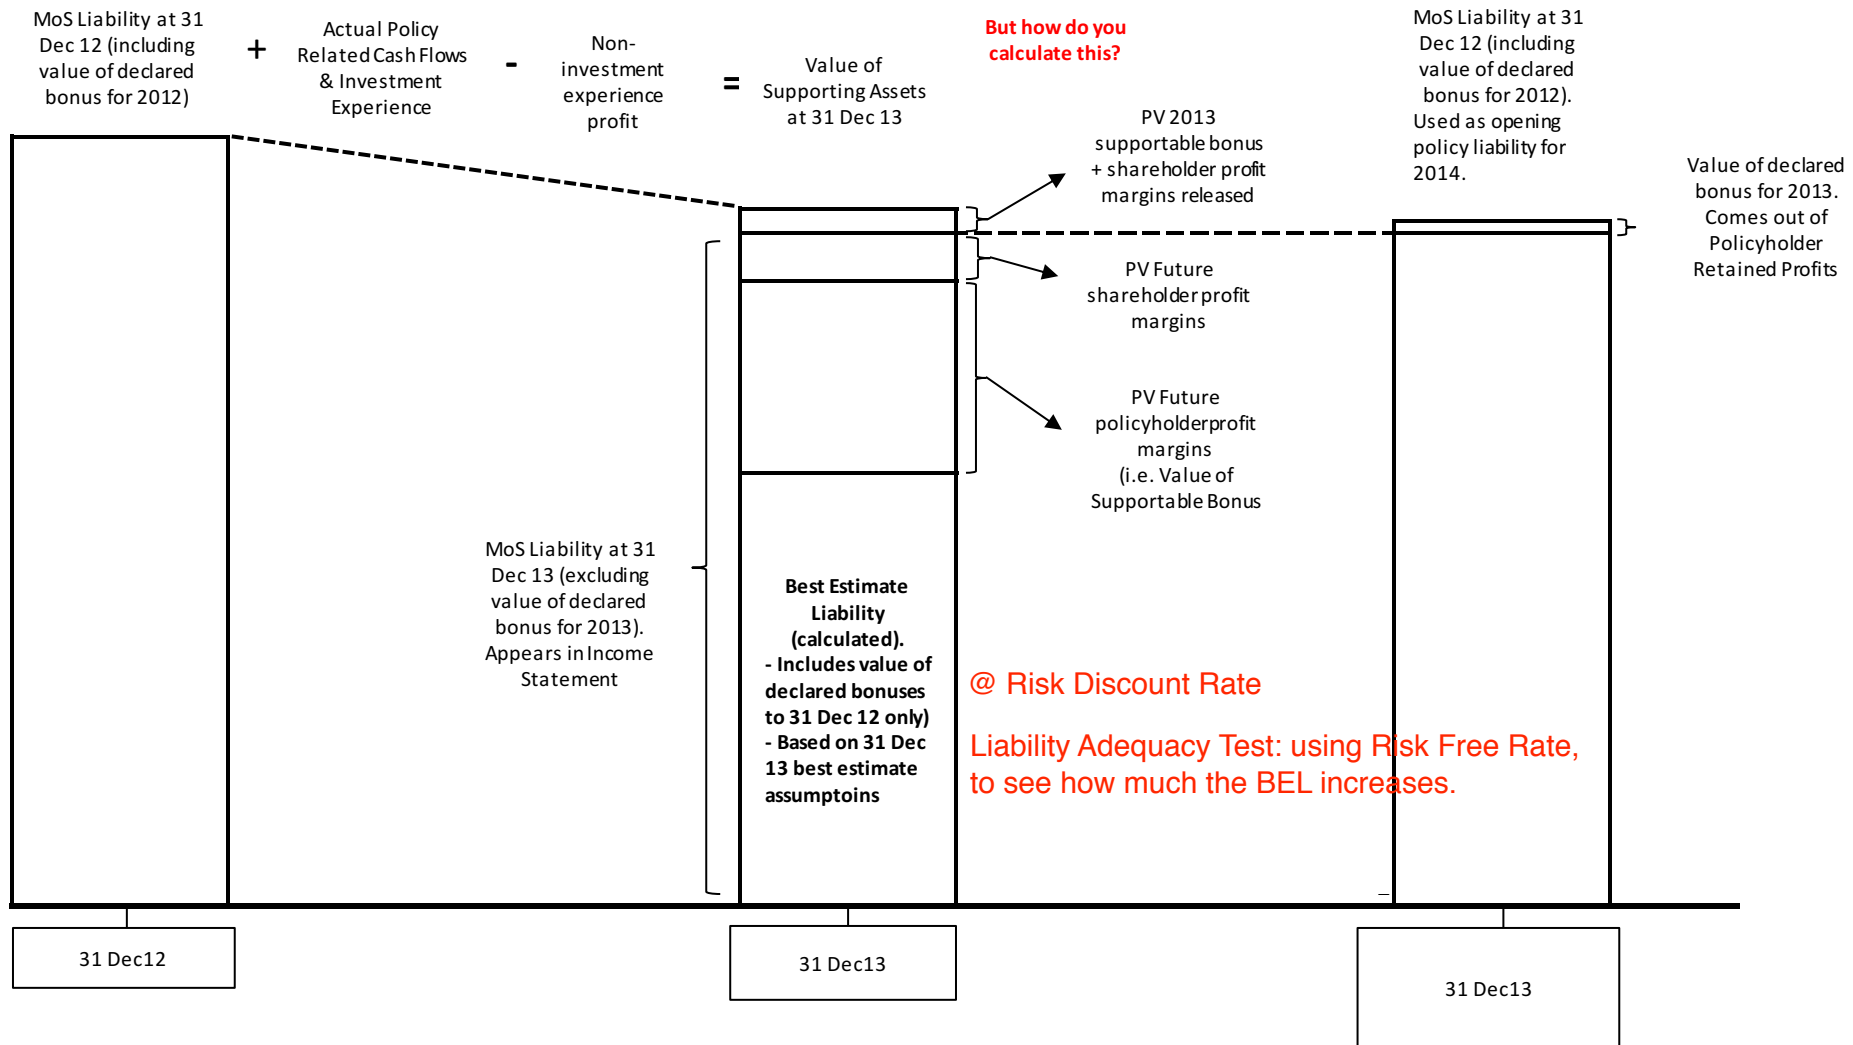 MoS Liability at 31
Dec 12 (including
value of declared
bonus for 2012)
+
Actual Policy
Related Cash Flows
& Investment
Experience
-
Non-
investment
experience
profit
=
Value of
Supporting Assets
at 31 Dec 13
But how do you
calculate this?
PV 2013
supportable bonus
+ shareholder profit
margins released
MoS Liability at 31
Dec 12 (including
value of declared
bonus for 2012).
Used as opening
policy liability for
2014.
Value of declared
bonus for 2013.
Comes out of
Policyholder
Retained Profits
PV Future
shareholder profit
margins
PV Future
policyholderprofit
margins
(i.e. Value of
Supportable Bonus
MoS Liability at 31
Dec 13 (excluding
value of declared
bonus for 2013).
Appears in Income
Statement
Best Estimate
Liability
(calculated).
- Includes value of
declared bonuses
to 31 Dec 12 only)
- Based on 31 Dec
13 best estimate
assumptoins
@ Risk Discount Rate
Liability Adequacy Test: using Risk Free Rate,
to see how much the BEL increases.
31 Dec12
31 Dec13
31 Dec13